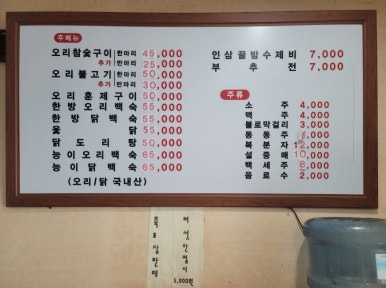 주메뉴
오리참숯구이 한마리 45,000
추가 반마리 25,000
오리불고기 한마리 50,000
추가 반마리 30,000
오리훈제구이 50,000
한방오리백숙 55,000
한방닭백숙 55,000
옻닭 55,000
닭도리탕 50,000
능이오리백숙 65,000
능이닭백숙 65,000
(오리/닭 국내산)
인삼꿀밤수제비 7,000
부추전 7,000
주류
소주 4,000
맥주 4,000
불로막걸리 3,000
동동주
복분자 12,000
설중매 10,000
백세주 8,000
음료수 2,000
5,000원